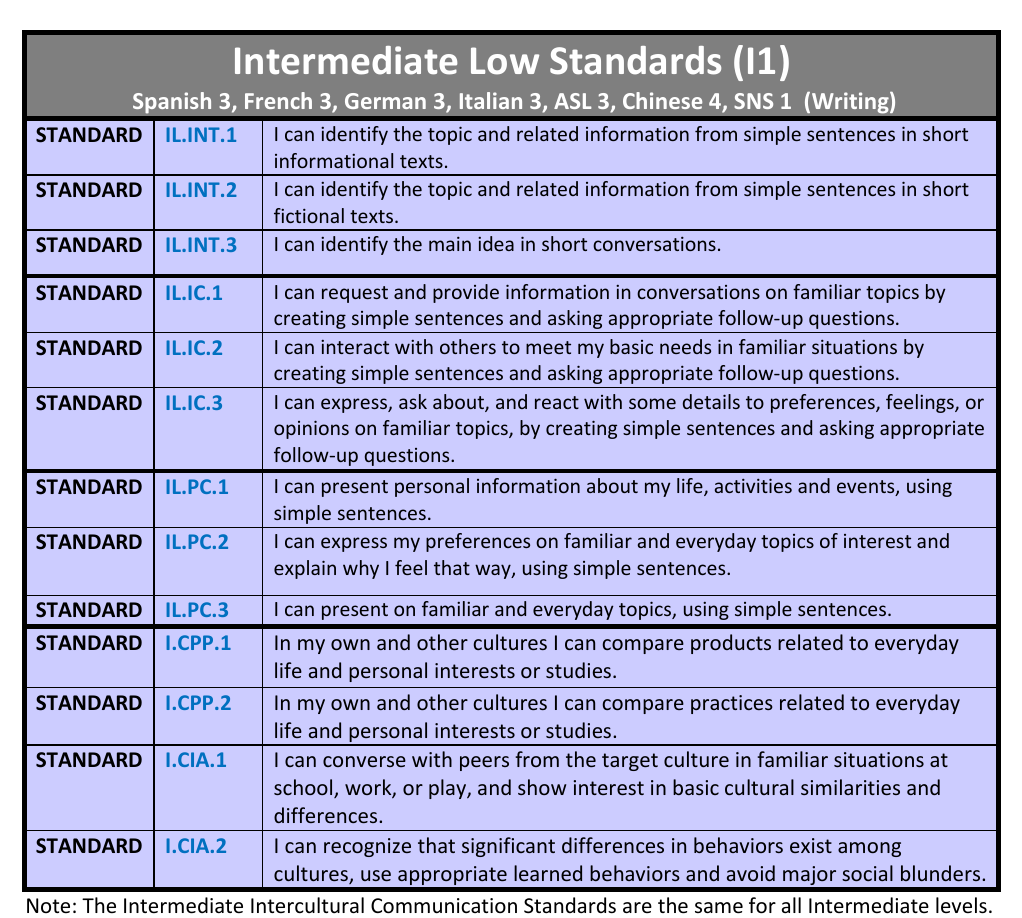 Intermediate Low Standards (I1)
Spanish 3, French 3, German 3, Italian 3, ASL 3, Chinese 4, SNS 1  (Writing)
STANDARD IL.INT.1 I can identify the topic and related information from simple sentences in short
informational texts.
STANDARD IL.INT.2 I can identify the topic and related information from simple sentences in short
fictional texts.
STANDARD IL.INT.3 I can identify the main idea in short conversations.
STANDARD IL.IC.1 I can request and provide information in conversations on familiar topics by
creating simple sentences and asking appropriate follow-up questions.
STANDARD IL.IC.2 I can interact with others to meet my basic needs in familiar situations by
creating simple sentences and asking appropriate follow-up questions.
STANDARD IL.IC.3 I can express, ask about, and react with some details to preferences, feelings, or
opinions on familiar topics, by creating simple sentences and asking appropriate
follow-up questions.
STANDARD IL.PC.1 I can present personal information about my life, activities and events, using
simple sentences.
STANDARD IL.PC.2 I can express my preferences on familiar and everyday topics of interest and
explain why I feel that way, using simple sentences.
STANDARD IL.PC.3 I can present on familiar and everyday topics, using simple sentences.
STANDARD I.CPP.1 In my own and other cultures I can compare products related to everyday
life and personal interests or studies.
STANDARD I.CPP.2 In my own and other cultures I can compare practices related to everyday
life and personal interests or studies.
STANDARD I.CIA.1 I can converse with peers from the target culture in familiar situations at
school, work, or play, and show interest in basic cultural similarities and
differences.
STANDARD I.CIA.2 I can recognize that significant differences in behaviors exist among
cultures, use appropriate learned behaviors and avoid major social blunders.
Note: The Intermediate Intercultural Communication Standards are the same for all Intermediate levels.